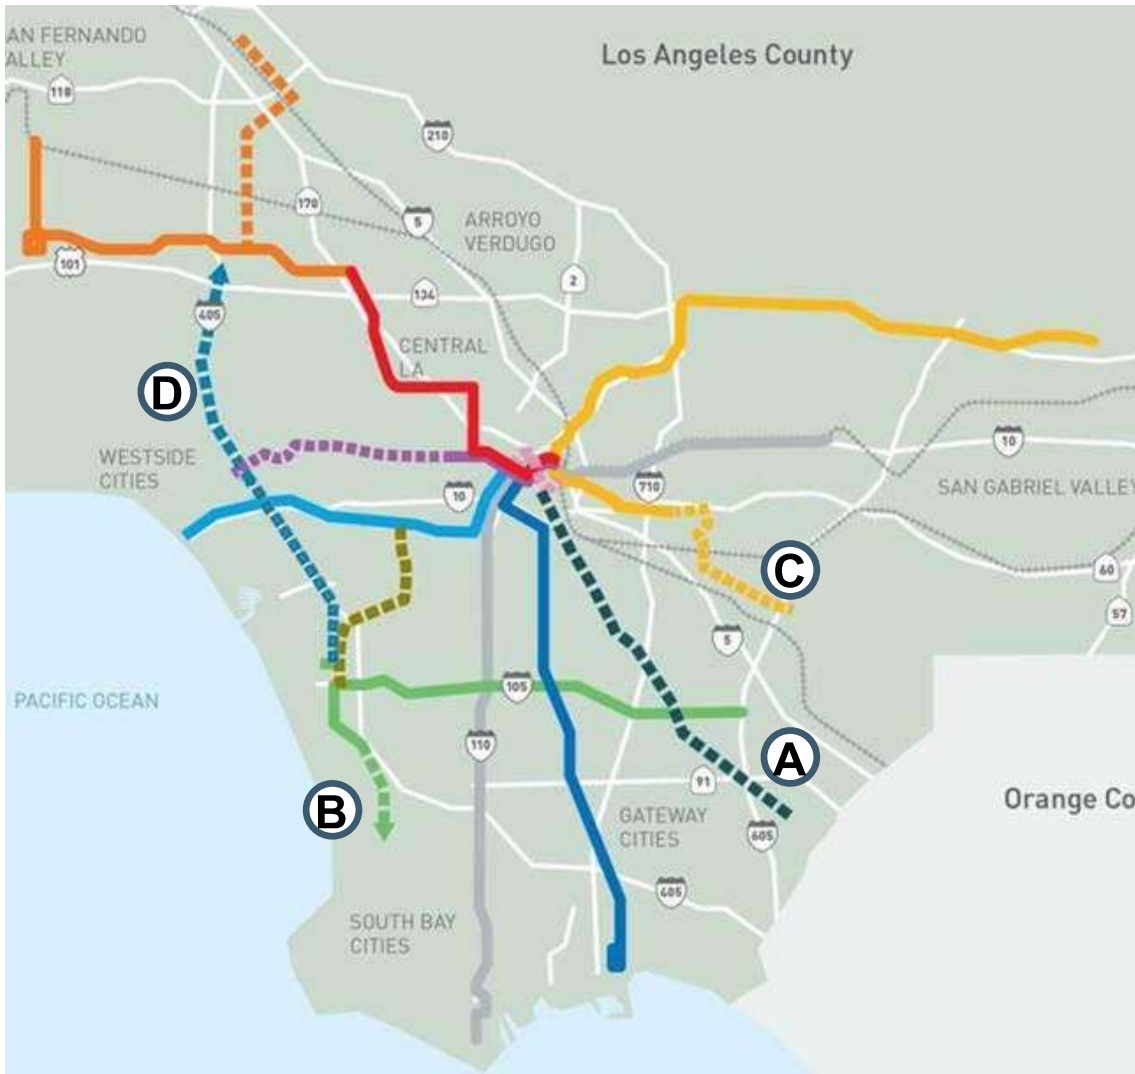 AN FERNANDO
ALLEY
Los Angeles County
118
210
170
5
ARROYO
VERDUGO
101
2
134
405
CENTRAL
LA
D
WESTSIDE
CITIES
10
10
710
SAN GABRIEL VALLEY
C
60
57
5
PACIFIC OCEAN
105
110
A
91
B
GATEWAY
CITIES
605
Orange Co
405
SOUTH BAY
CITIES